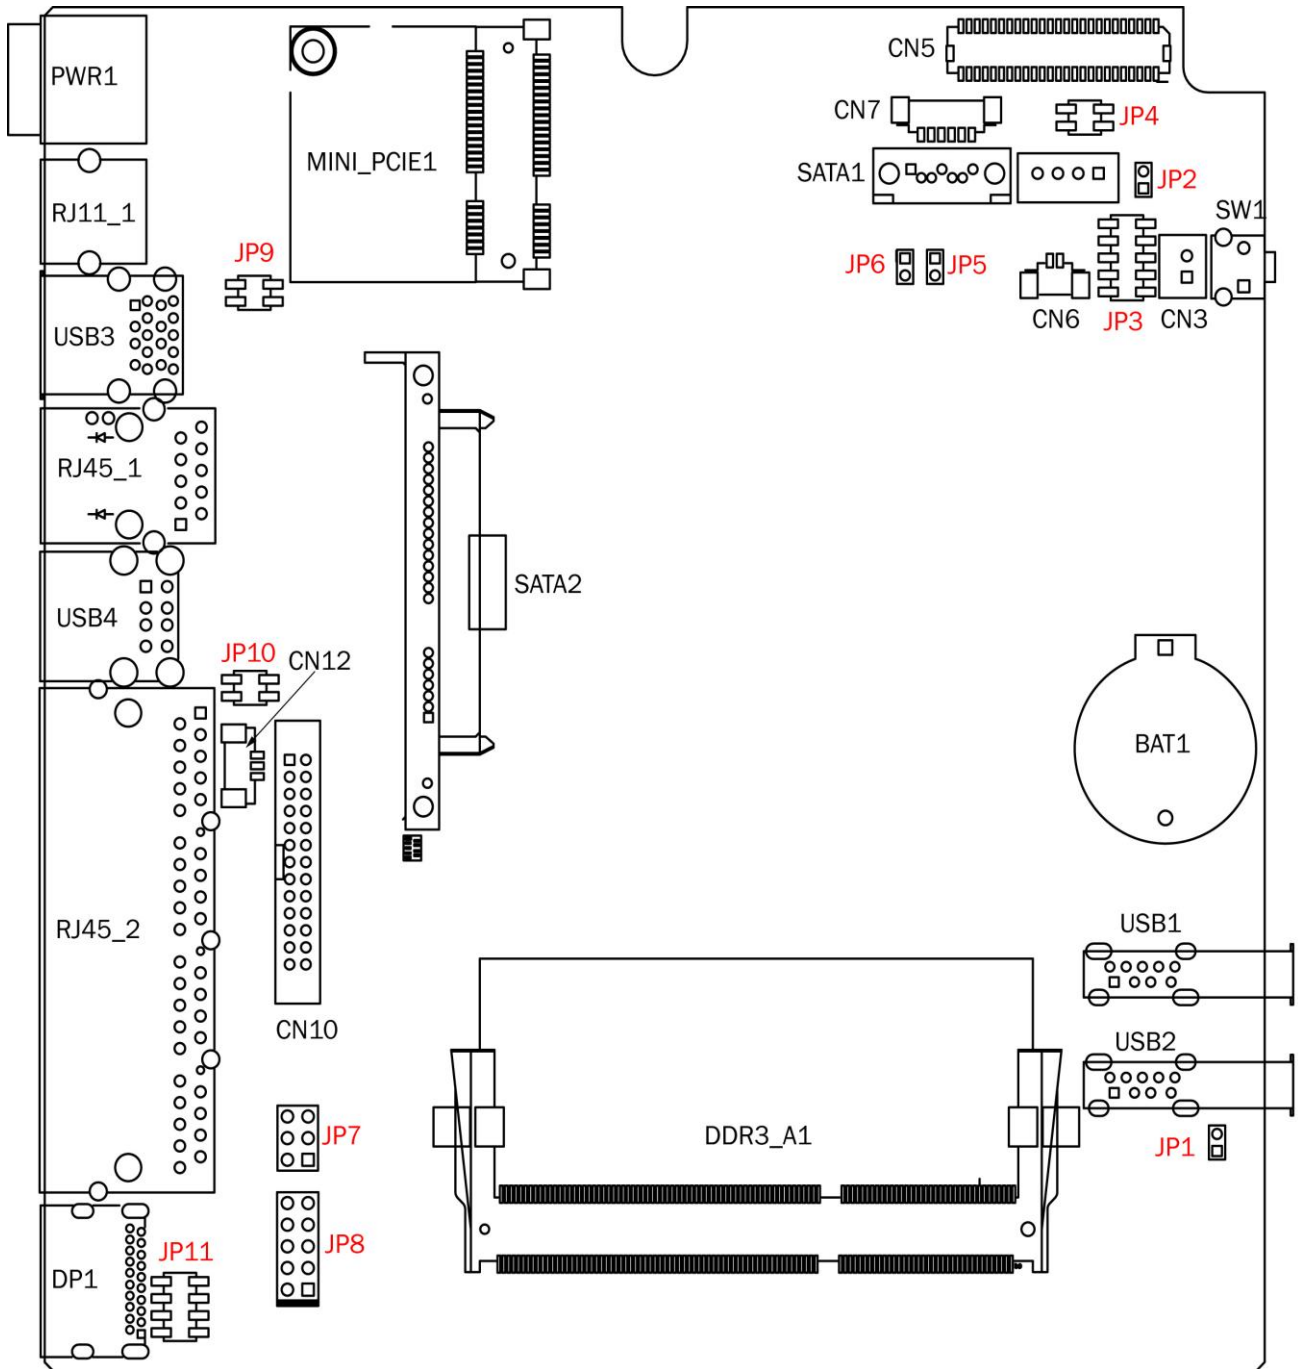 PWR1
CN5
CN7
JP4
MINI_PCIE1
SATA1
JP2
RJ11_1
SW1
JP9
JP6
JP5
USB3
CN6
JP3
CN3
RJ45_1
SATA2
USB4
JP10
CN12
BAT1
RJ45_2
USB1
CN10
USB2
JP7
DDR3_A1
JP1
JP8
JP11
DP1